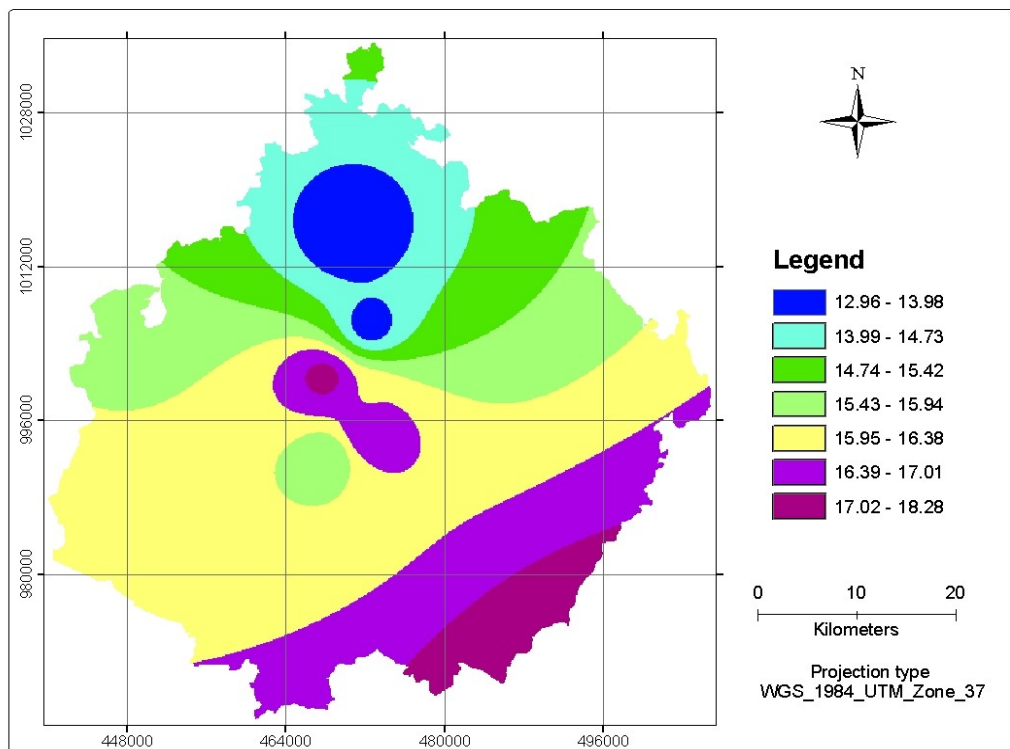 N
1028000
1012000
996000
980000
448000
464000
480000
496000
Legend
12.96 - 13.98
13.99 - 14.73
14.74 - 15.42
15.43 - 15.94
15.95 - 16.38
16.39 - 17.01
17.02 - 18.28
0 10 20
Kilometers
Projection type
WGS_1984_UTM_Zone_37